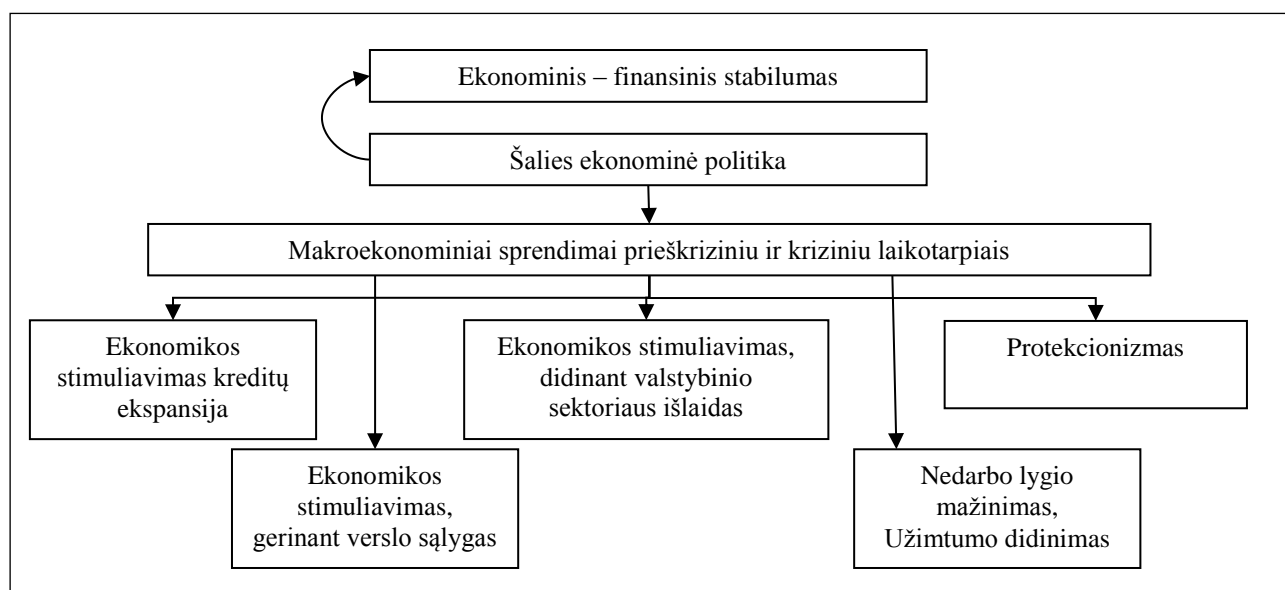 Ekonominis – finansinis stabilumas
Šalies ekonominė politika
Makroekonominiai sprendimai prieškriziniu ir kriziniu laikotarpiais
Ekonomikos
stimuliavimas kreditų
ekspansija
Ekonomikos stimuliavimas,
didinant valstybinio
sektoriaus išlaidas
Protekcionizmas
Ekonomikos
stimuliavimas,
gerinant verslo sąlygas
Nedarbo lygio
mažinimas,
Užimtumo didinimas